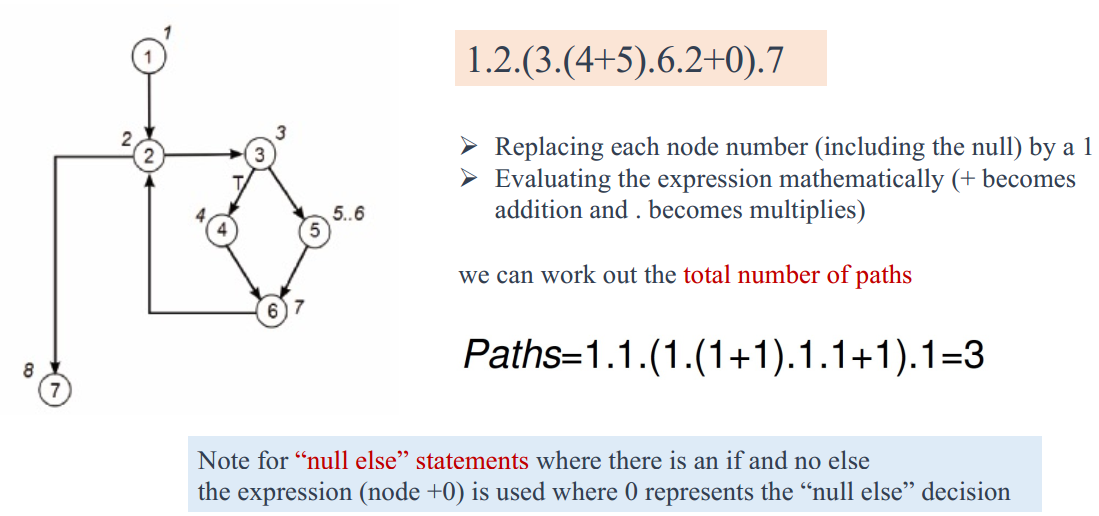 1
1
2
2
3
3
T
4
4
5..6
5
6
7
8
7
1.2.(3.(4+5).6.2+0).7
➢ Replacing each node number (including the null) by a 1
➢ Evaluating the expression mathematically (+ becomes
addition and . becomes multiplies)
we can work out the total number of paths
Paths=1.1.(1.(1+1).1.1+1).1=3
Note for “null else” statements where there is an if and no else
the expression (node +0) is used where 0 represents the “null else” decision